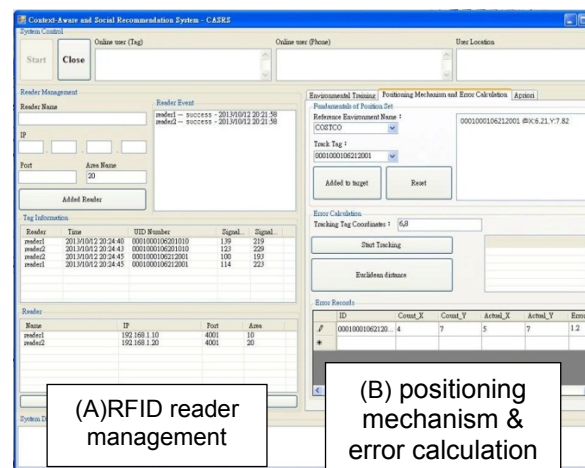 Context-Aware and Social Recommendation System - CASRS
System Control
Start
Close
Online user (Tag)
Online user (Phone)
User Location
Reader Management
Reader Name
IP
. . .
Port
Area Name
20
Added Reader
Reader Event
reader1 -- success - 2013/10/12 20:21:58
reader2 -- success - 2013/10/12 20:21:58
Tag Information
Reader Time UID Number Signal... Signal...
reader1 2013/10/12 20:24:40 0001000106201010 139 219
reader2 2013/10/12 20:24:43 0001000106201010 123 229
reader2 2013/10/12 20:24:45 0001000106212001 100 193
reader1 2013/10/12 20:24:45 0001000106212001 114 223
Reader
Name IP Port Area
reader1 192.168.1.10 4001 10
reader2 192.168.1.20 4001 20
(A)RFID reader
management
System D
Environmental Training
Positioning Mechanism and Error Calculation
Apriori
Fundamentals of Position Set
Reference Environment Name :
COSTCO
Track Tag :
0001000106212001
Added to target
Reset
0001000106212001 @X:6.21,Y:7.82
Error Calculation
Tracking Tag Coordinates : 6,8
Start Tracking
Euclidean distance
Error Records
ID Count_X Count_Y Actual_X Actual_Y Error
00010001062120... 4 7 5 7 1.2
(B) positioning
mechanism &
error calculation